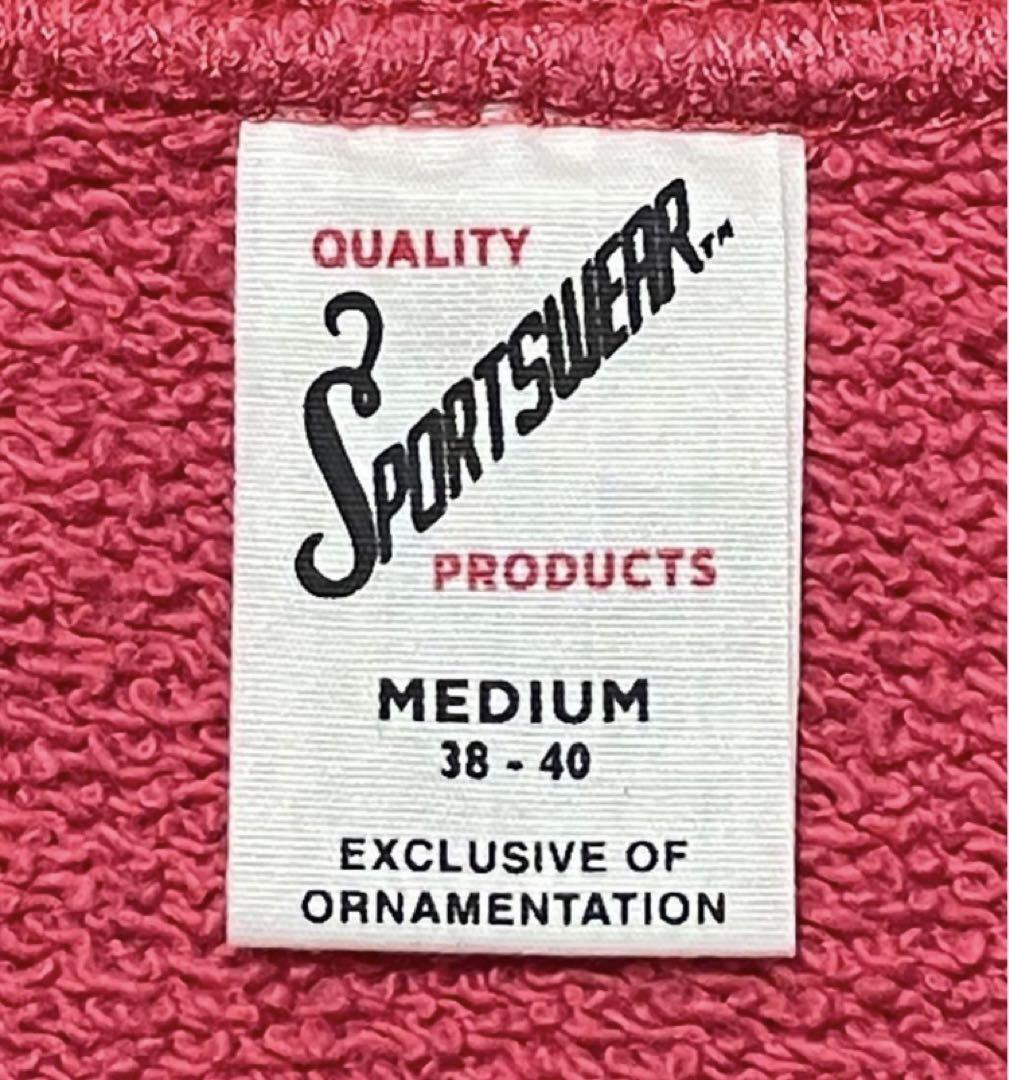 QUALITY
SPORTSWEAR™
PRODUCTS
MEDIUM
38 - 40
EXCLUSIVE OF
ORNAMENTATION